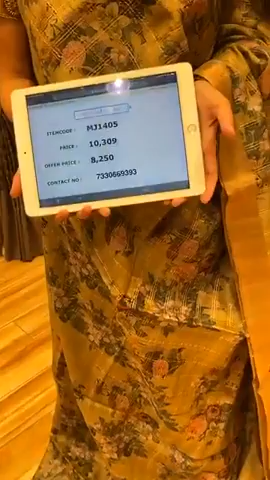 ITEMCODE : MJ1405
PRICE : 10,309
OFFER PRICE : 8,250
CONTACT NO : 7330669393